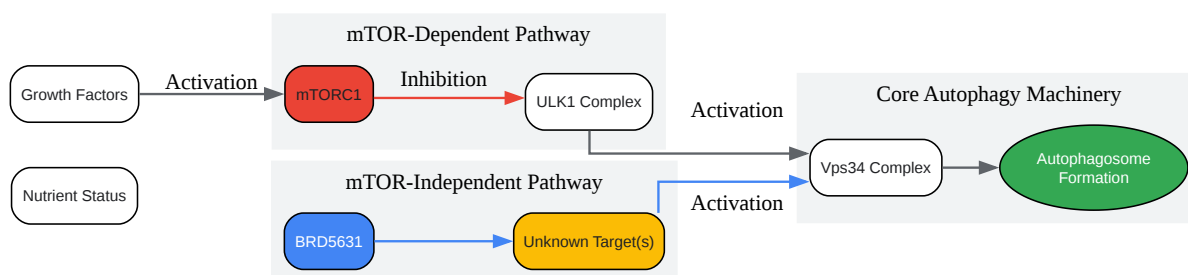 mTOR-Dependent Pathway
Growth Factors
Activation
mTORC1
Inhibition
ULK1 Complex
Nutrient Status
mTOR-Independent Pathway
BRD5631
Unknown Target(s)
Activation
Activation
Core Autophagy Machinery
Vps34 Complex
Autophagosome
Formation